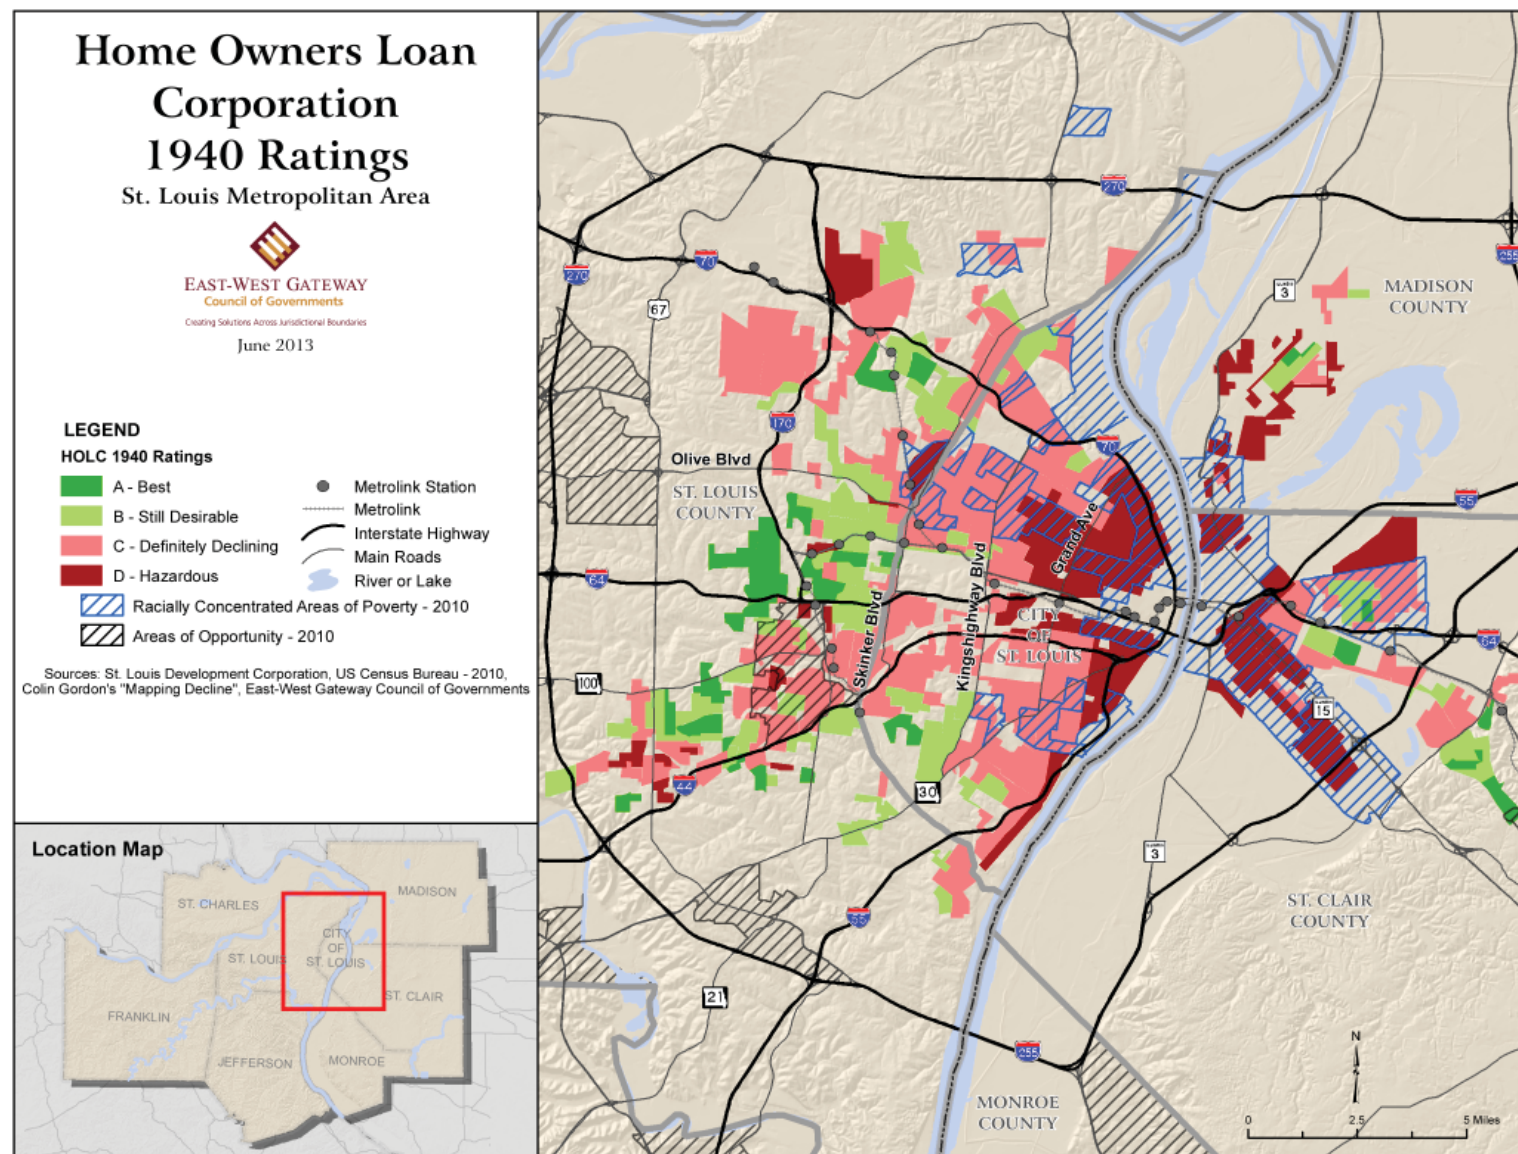 Home Owners Loan
Corporation
1940 Ratings
St. Louis Metropolitan Area
EAST-WEST GATEWAY
Council of Governments
Creating Solutions Across Jurisdictional Boundaries
June 2013
LEGEND
HOLC 1940 Ratings
A - Best
B - Still Desirable
C - Definitely Declining
D - Hazardous
Metrolink Station
Metrolink
Interstate Highway
Main Roads
River or Lake
Racially Concentrated Areas of Poverty - 2010
Areas of Opportunity - 2010
Sources: St. Louis Development Corporation, US Census Bureau - 2010,
Colin Gordon's "Mapping Decline", East-West Gateway Council of Governments
Location Map
ST. CHARLES
MADISON
CITY
OF
ST. LOUIS
ST. LOUIS
ST. CLAIR
FRANKLIN
JEFFERSON
MONROE
270
70
270
255
67
3
MADISON
COUNTY
170
70
Olive Blvd
ST. LOUIS
COUNTY
55
Grand Ave
64
Kingshighway Blvd
Skinker Blvd
CITY
OF
ST. LOUIS
64
100
15
44
30
3
55
ST. CLAIR
COUNTY
21
255
MONROE
COUNTY
N
0
2.5
5 Miles